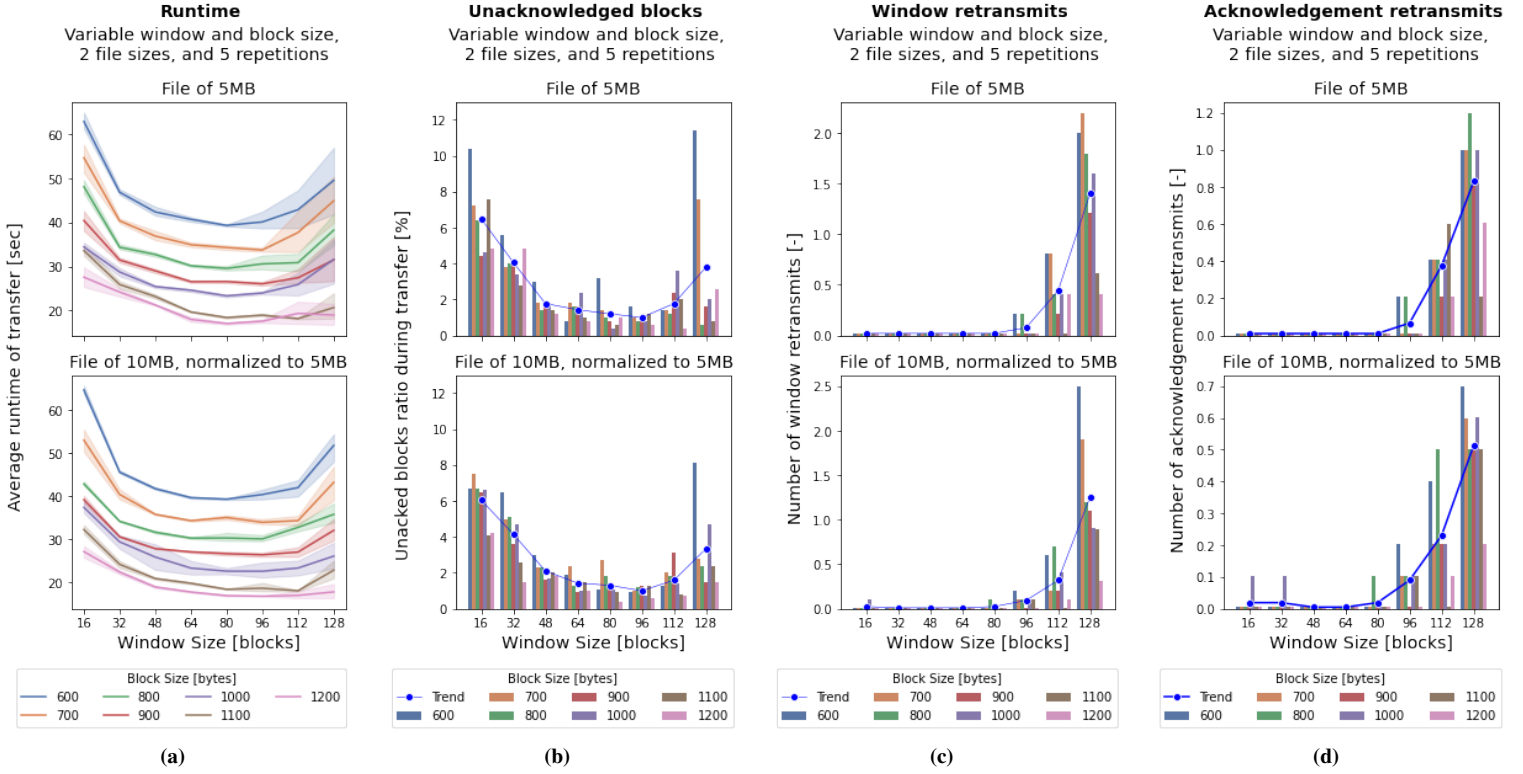 Runtime
Variable window and block size,
2 file sizes, and 5 repetitions
File of 5MB
60
50
40
30
20
File of 10MB, normalized to 5MB
60
50
40
30
20
16 32 48 64 80 96 112 128
Window Size [blocks]
Average runtime of transfer [sec]
Block Size [bytes]
600 800 1000 1200
700 900 1100
(a)
Unacknowledged blocks
Variable window and block size,
2 file sizes, and 5 repetitions
File of 5MB
12
10
8
6
4
2
0
File of 10MB, normalized to 5MB
12
10
8
6
4
2
0
16 32 48 64 80 96 112 128
Window Size [blocks]
Unacked blocks ratio during transfer [%]
Block Size [bytes]
Trend 700 900 1100
600 800 1000 1200
(b)
Window retransmits
Variable window and block size,
2 file sizes, and 5 repetitions
File of 5MB
2.0
1.5
1.0
0.5
0.0
File of 10MB, normalized to 5MB
2.5
2.0
1.5
1.0
0.5
0.0
16 32 48 64 80 96 112 128
Window Size [blocks]
Number of window retransmits [-]
Block Size [bytes]
Trend 700 900 1100
600 800 1000 1200
(c)
Acknowledgement retransmits
Variable window and block size,
2 file sizes, and 5 repetitions
File of 5MB
1.2
1.0
0.8
0.6
0.4
0.2
0.0
File of 10MB, normalized to 5MB
0.7
0.6
0.5
0.4
0.3
0.2
0.1
0.0
16 32 48 64 80 96 112 128
Window Size [blocks]
Number of acknowledgement retransmits [-]
Block Size [bytes]
Trend 700 900 1100
600 800 1000 1200
(d)